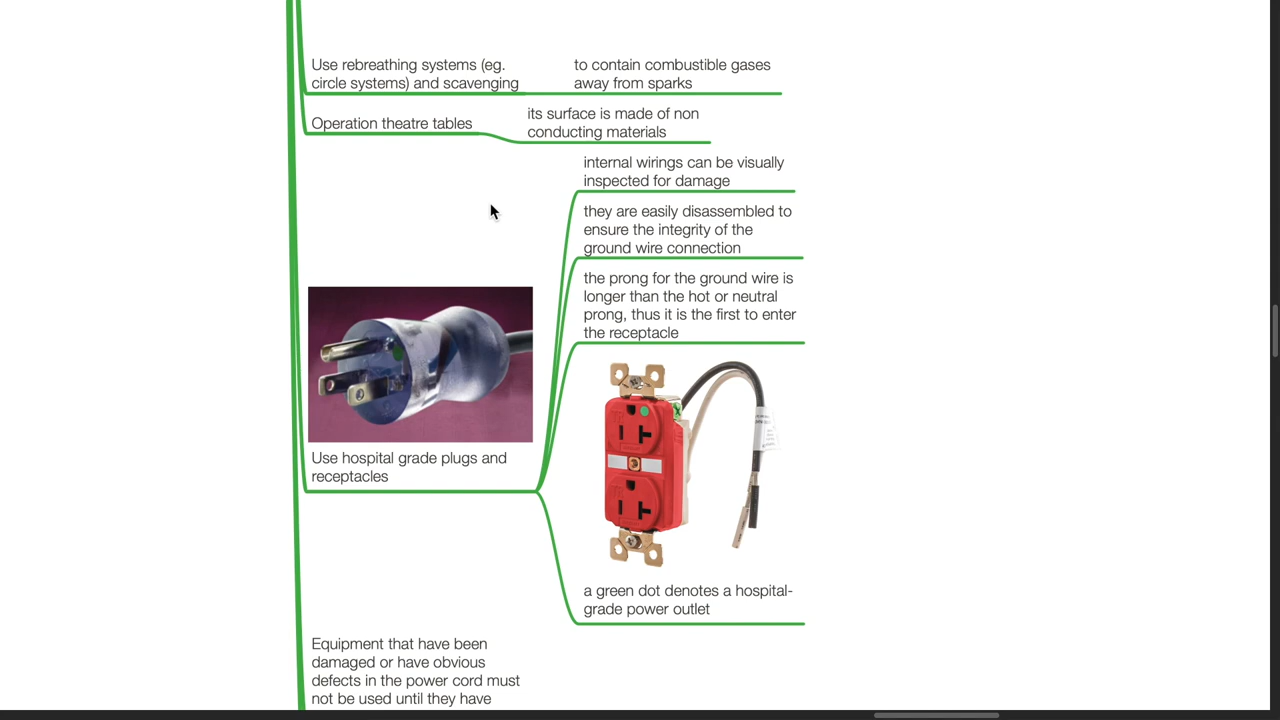 Use rebreathing systems (eg.
circle systems) and scavenging
to contain combustible gases
away from sparks
Operation theatre tables
its surface is made of non
conducting materials
internal wirings can be visually
inspected for damage
they are easily disassembled to
ensure the integrity of the
ground wire connection
the prong for the ground wire is
longer than the hot or neutral
prong, thus it is the first to enter
the receptacle
Use hospital grade plugs and
receptacles
a green dot denotes a hospital-
grade power outlet
Equipment that have been
damaged or have obvious
defects in the power cord must
not be used until they have